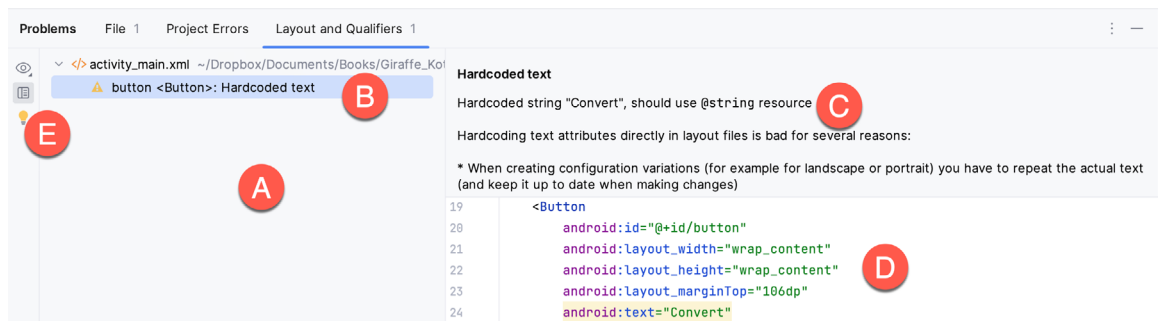 Problems File 1 Project Errors Layout and Qualifiers 1
activity_main.xml ~/Dropbox/Documents/Books/Giraffe_Kot
button <Button>: Hardcoded text
B
E
A
Hardcoded text
Hardcoded string "Convert", should use @string resource
C
Hardcoding text attributes directly in layout files is bad for several reasons:
* When creating configuration variations (for example for landscape or portrait) you have to repeat the actual text
(and keep it up to date when making changes)
19 <Button
20 android:id="@+id/button"
21 android:layout_width="wrap_content"
22 android:layout_height="wrap_content"
D
23 android:layout_marginTop="106dp"
24 android:text="Convert"